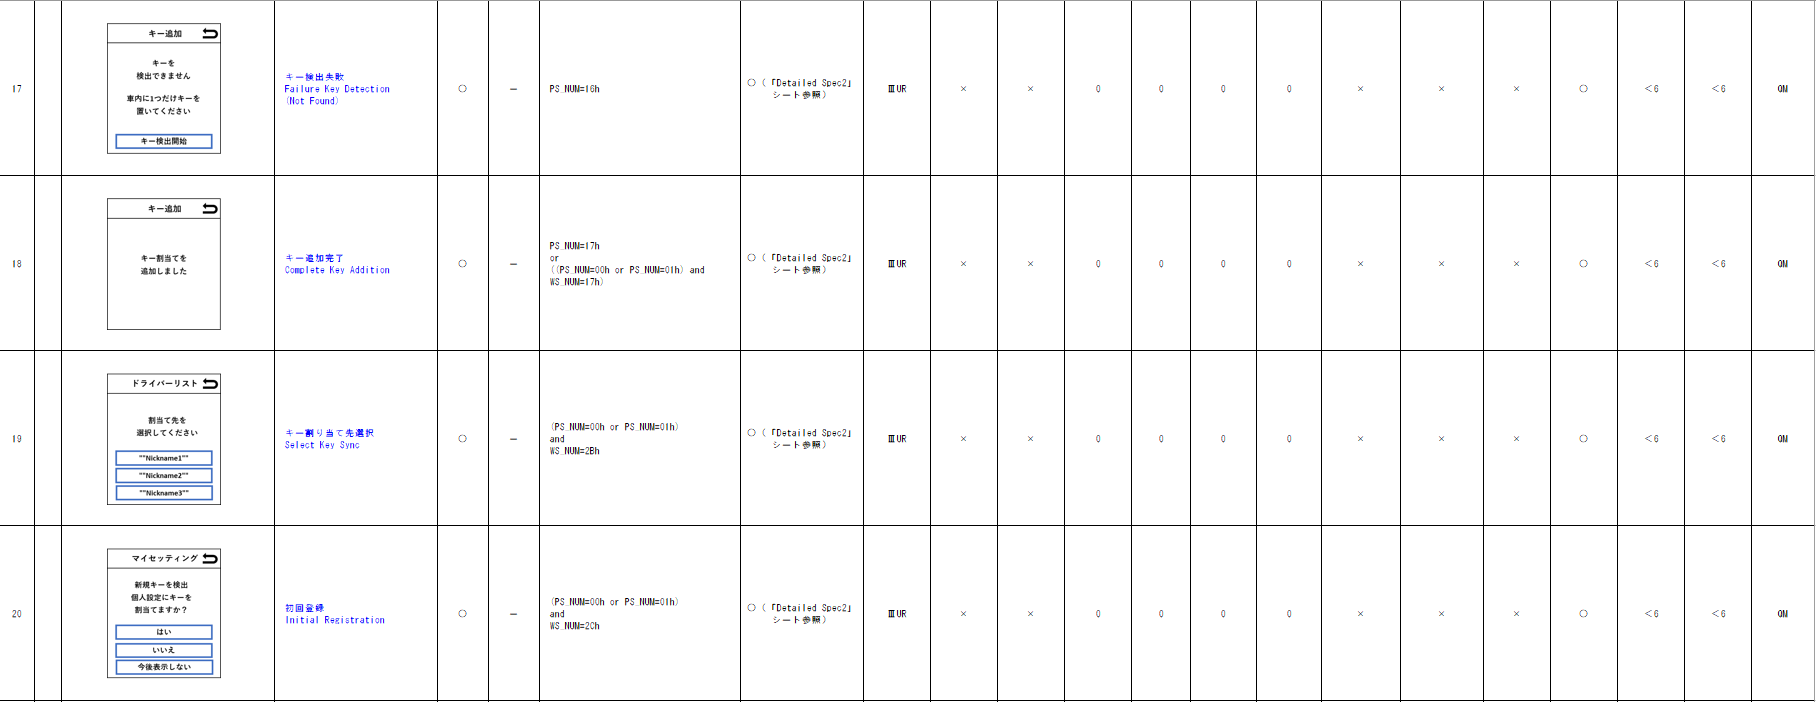 17
キー追加
キーを
検出できません
車内に1つだけキーを
置いてください
キー検出開始
キー検出失敗
Failure Key Detection
(Not Found)
○
－
PS_NUM=16h
○（「Detailed Spec2」
シート参照）
ⅢUR
×
×
0
0
0
0
×
×
×
○
＜6
＜6
QM
18
キー追加
キー割当てを
追加しました
キー追加完了
Complete Key Addition
○
－
PS_NUM=17h
or
((PS_NUM=00h or PS_NUM=01h) and
WS_NUM=17h)
○（「Detailed Spec2」
シート参照）
ⅢUR
×
×
0
0
0
0
×
×
×
○
＜6
＜6
QM
19
ドライバーリスト
割当て先を
選択してください
""Nickname1""
""Nickname2""
""Nickname3""
キー割り当て先選択
Select Key Sync
○
－
(PS_NUM=00h or PS_NUM=01h)
and
WS_NUM=2Bh
○（「Detailed Spec2」
シート参照）
ⅢUR
×
×
0
0
0
0
×
×
×
○
＜6
＜6
QM
20
マイセッティング
新規キーを検出
個人設定にキーを
割当てますか？
はい
いいえ
今後表示しない
初回登録
Initial Registration
○
－
(PS_NUM=00h or PS_NUM=01h)
and
WS_NUM=2Ch
○（「Detailed Spec2」
シート参照）
ⅢUR
×
×
0
0
0
0
×
×
×
○
＜6
＜6
QM